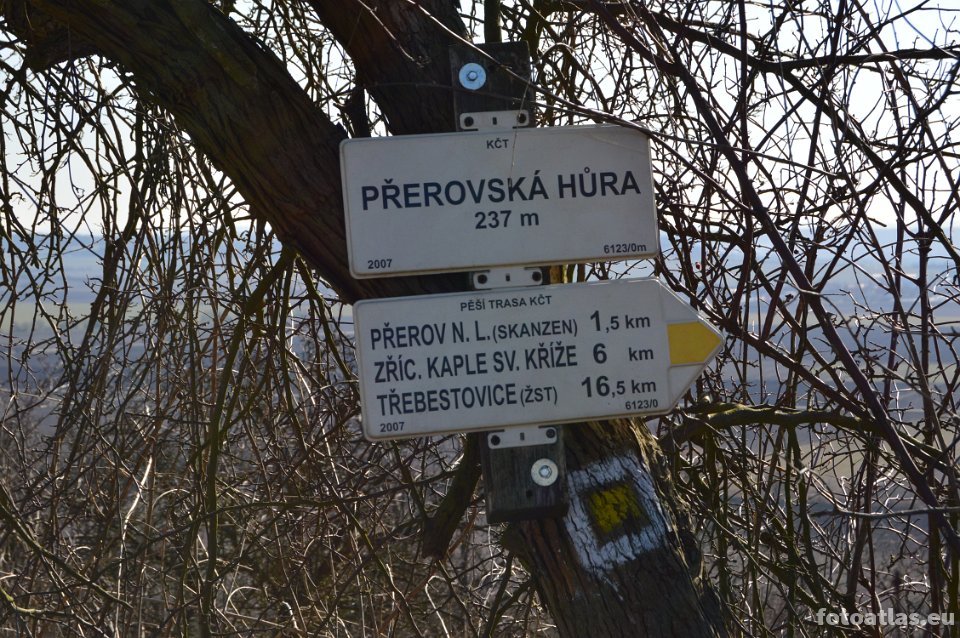 KČT
PŘEROVSKÁ HŮRA
237 m
2007 6123/0m
PĚŠÍ TRASA KČT
PŘEROV N. L. (SKANZEN) 1,5 km
ZŘÍC. KAPLE SV. KŘÍŽE 6 km
TŘEBESTOVICE (ŽST) 16,5 km
2007 6123/0
fotoatlas.eu